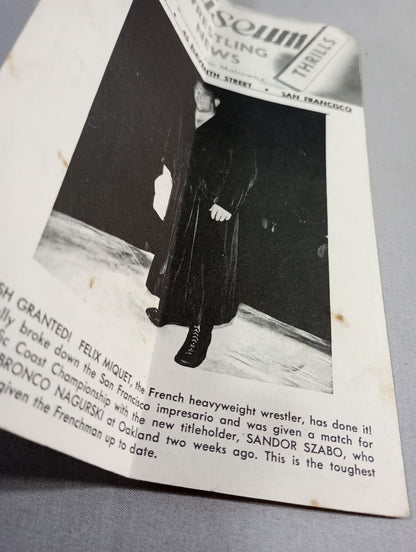 iseum
WRESTLING
NEWS
THRILLS
STREET • SAN FRANCISCO
SH GRANTED! FELIX MIQUET, the French heavyweight wrestler, has done it!
lly broke down the San Francisco impresario and was given a match for
ic Coast Championship with the new titleholder, SANDOR SZABO, who
BRONCO NAGURSKI at Oakland two weeks ago. This is the toughest
given the Frenchman up to date.